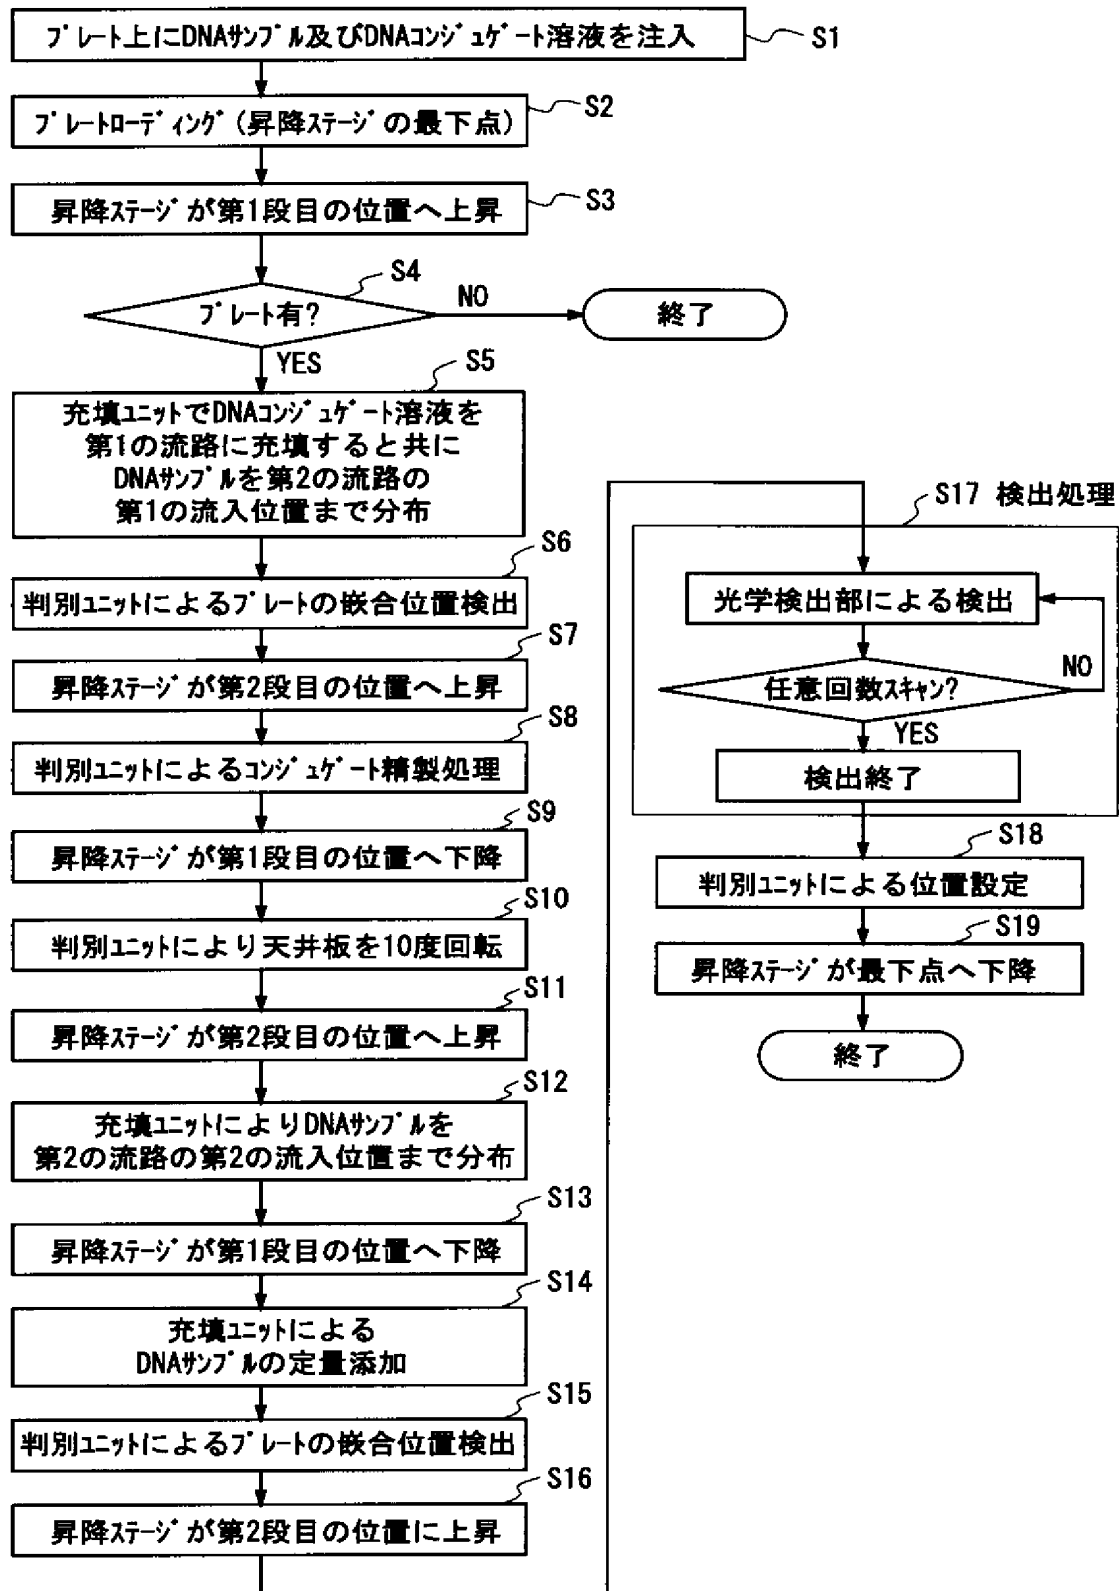 プレート上にDNAサンプル及びDNAコンジュゲート溶液を注入
S1
プレートローディング(昇降ステージの最下点)
S2
昇降ステージが第1段目の位置へ上昇
S3
S4
プレート有?
NO
終了
YES
S5
充填ユニットでDNAコンジュゲート溶液を
第1の流路に充填すると共に
DNAサンプルを第2の流路の
第1の流入位置まで分布
S6
判別ユニットによるプレートの嵌合位置検出
S7
昇降ステージが第2段目の位置へ上昇
S8
判別ユニットによるコンジュゲート精製処理
S9
昇降ステージが第1段目の位置へ下降
S10
判別ユニットにより天井板を10度回転
S11
昇降ステージが第2段目の位置へ上昇
S12
充填ユニットによりDNAサンプルを
第2の流路の第2の流入位置まで分布
S13
昇降ステージが第1段目の位置へ下降
S14
充填ユニットによる
DNAサンプルの定量添加
S15
判別ユニットによるプレートの嵌合位置検出
S16
昇降ステージが第2段目の位置に上昇
S17 検出処理
光学検出部による検出
任意回数スキャン?
NO
YES
検出終了
S18
判別ユニットによる位置設定
S19
昇降ステージが最下点へ下降
終了